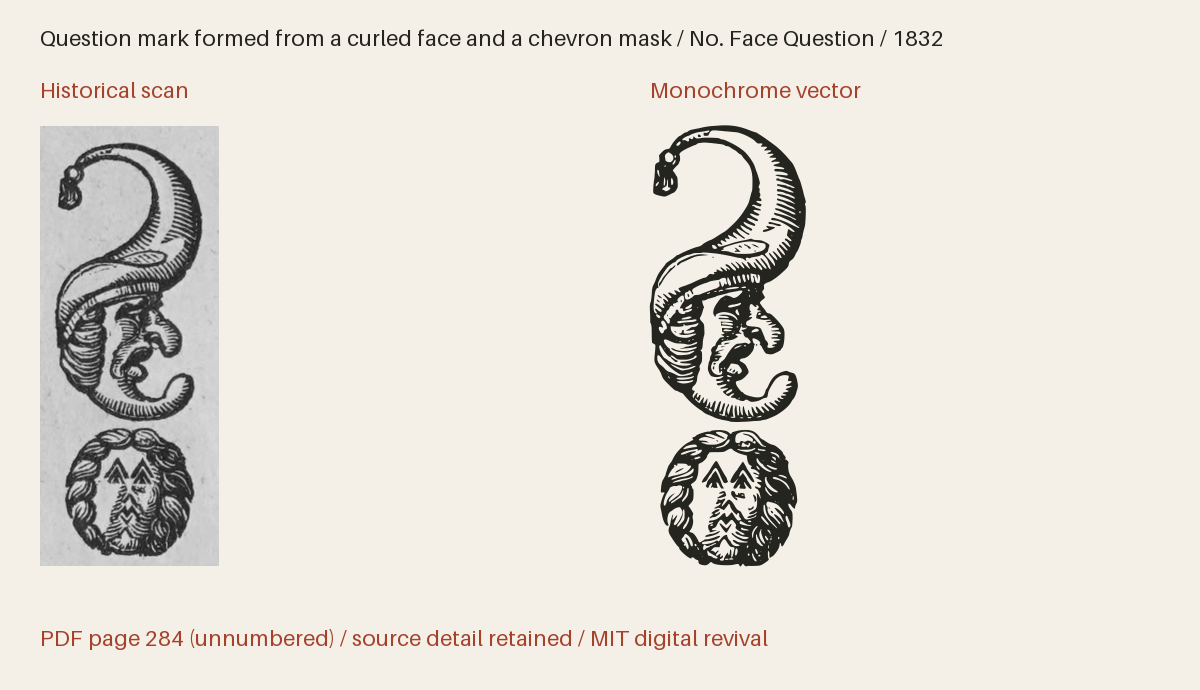 Question mark formed from a curled face and a chevron mask / No. Face Question / 1832
Historical scan
Monochrome vector
PDF page 284 (unnumbered) / source detail retained / MIT digital revival